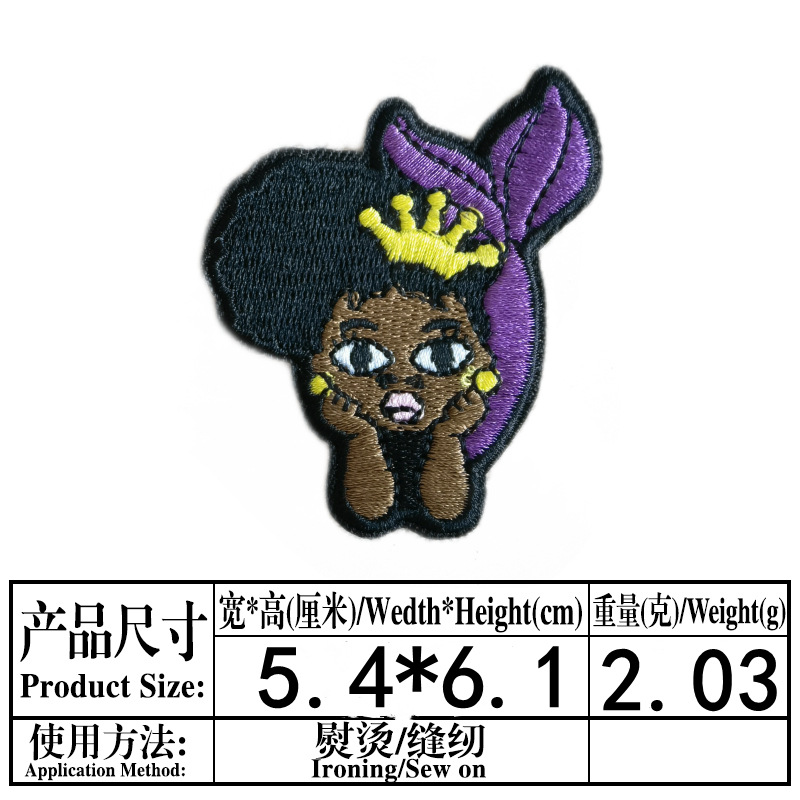 产品尺寸
Product Size:
宽*高(厘米)/Wedth*Height(cm)
重量(克)/Weight(g)
5.4*6.1
2.03
使用方法:
Application Method:
熨烫/缝纫
Ironing/Sew on